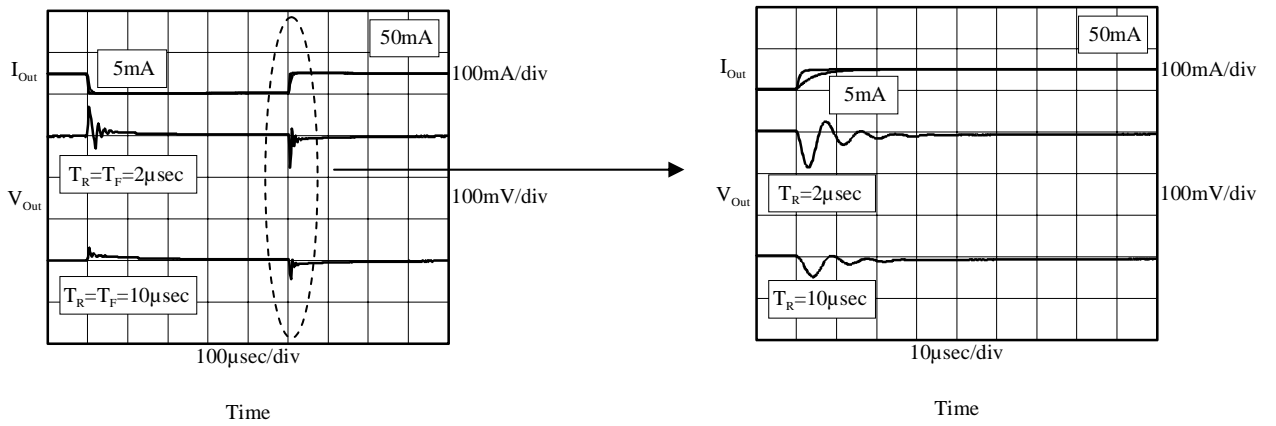 50mA
5mA
I_Out
100mA/div
T_R=T_F=2µsec
V_Out
100mV/div
T_R=T_F=10µsec
100µsec/div
Time
50mA
I_Out
100mA/div
5mA
T_R=2µsec
V_Out
100mV/div
T_R=10µsec
10µsec/div
Time